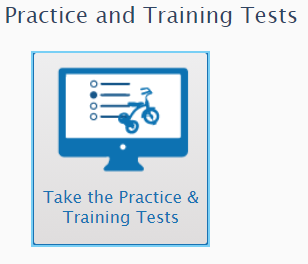 Practice and Training Tests
Take the Practice &
Training Tests